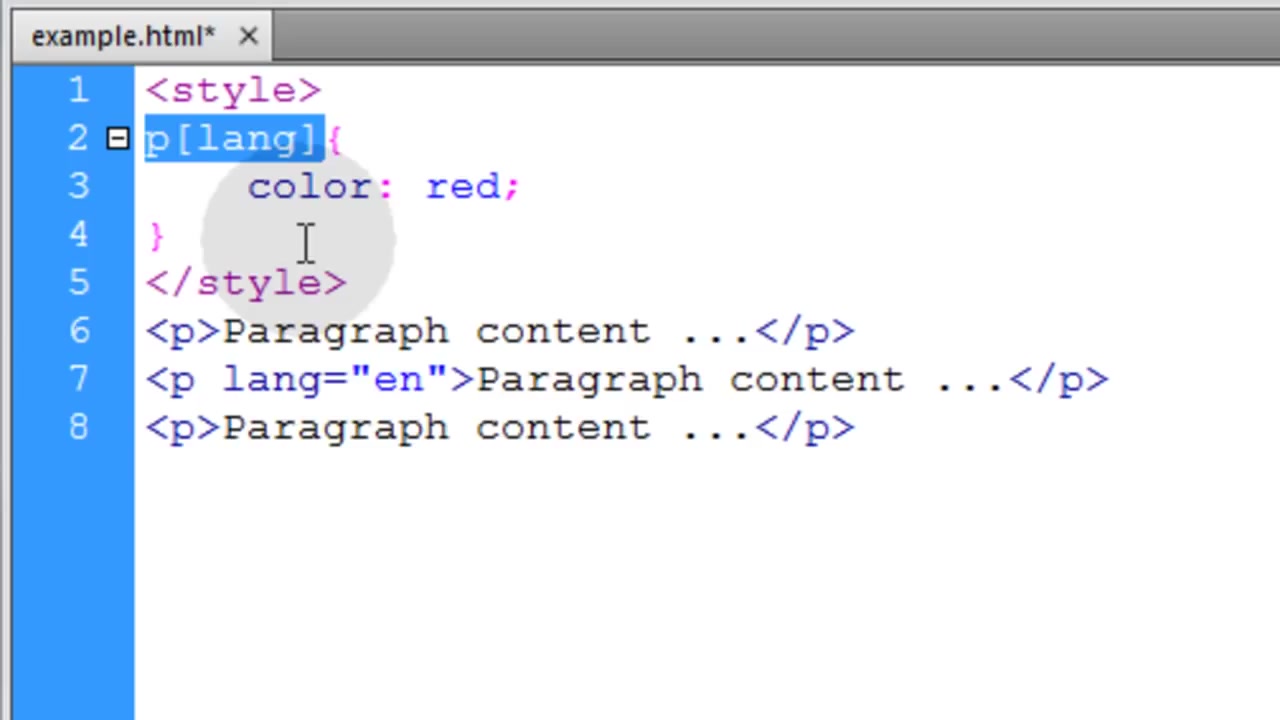 example.html*
1 <style>
2 p[lang]{
3 color: red;
4 }
5 </style>
6 <p>Paragraph content ...</p>
7 <p lang="en">Paragraph content ...</p>
8 <p>Paragraph content ...</p>